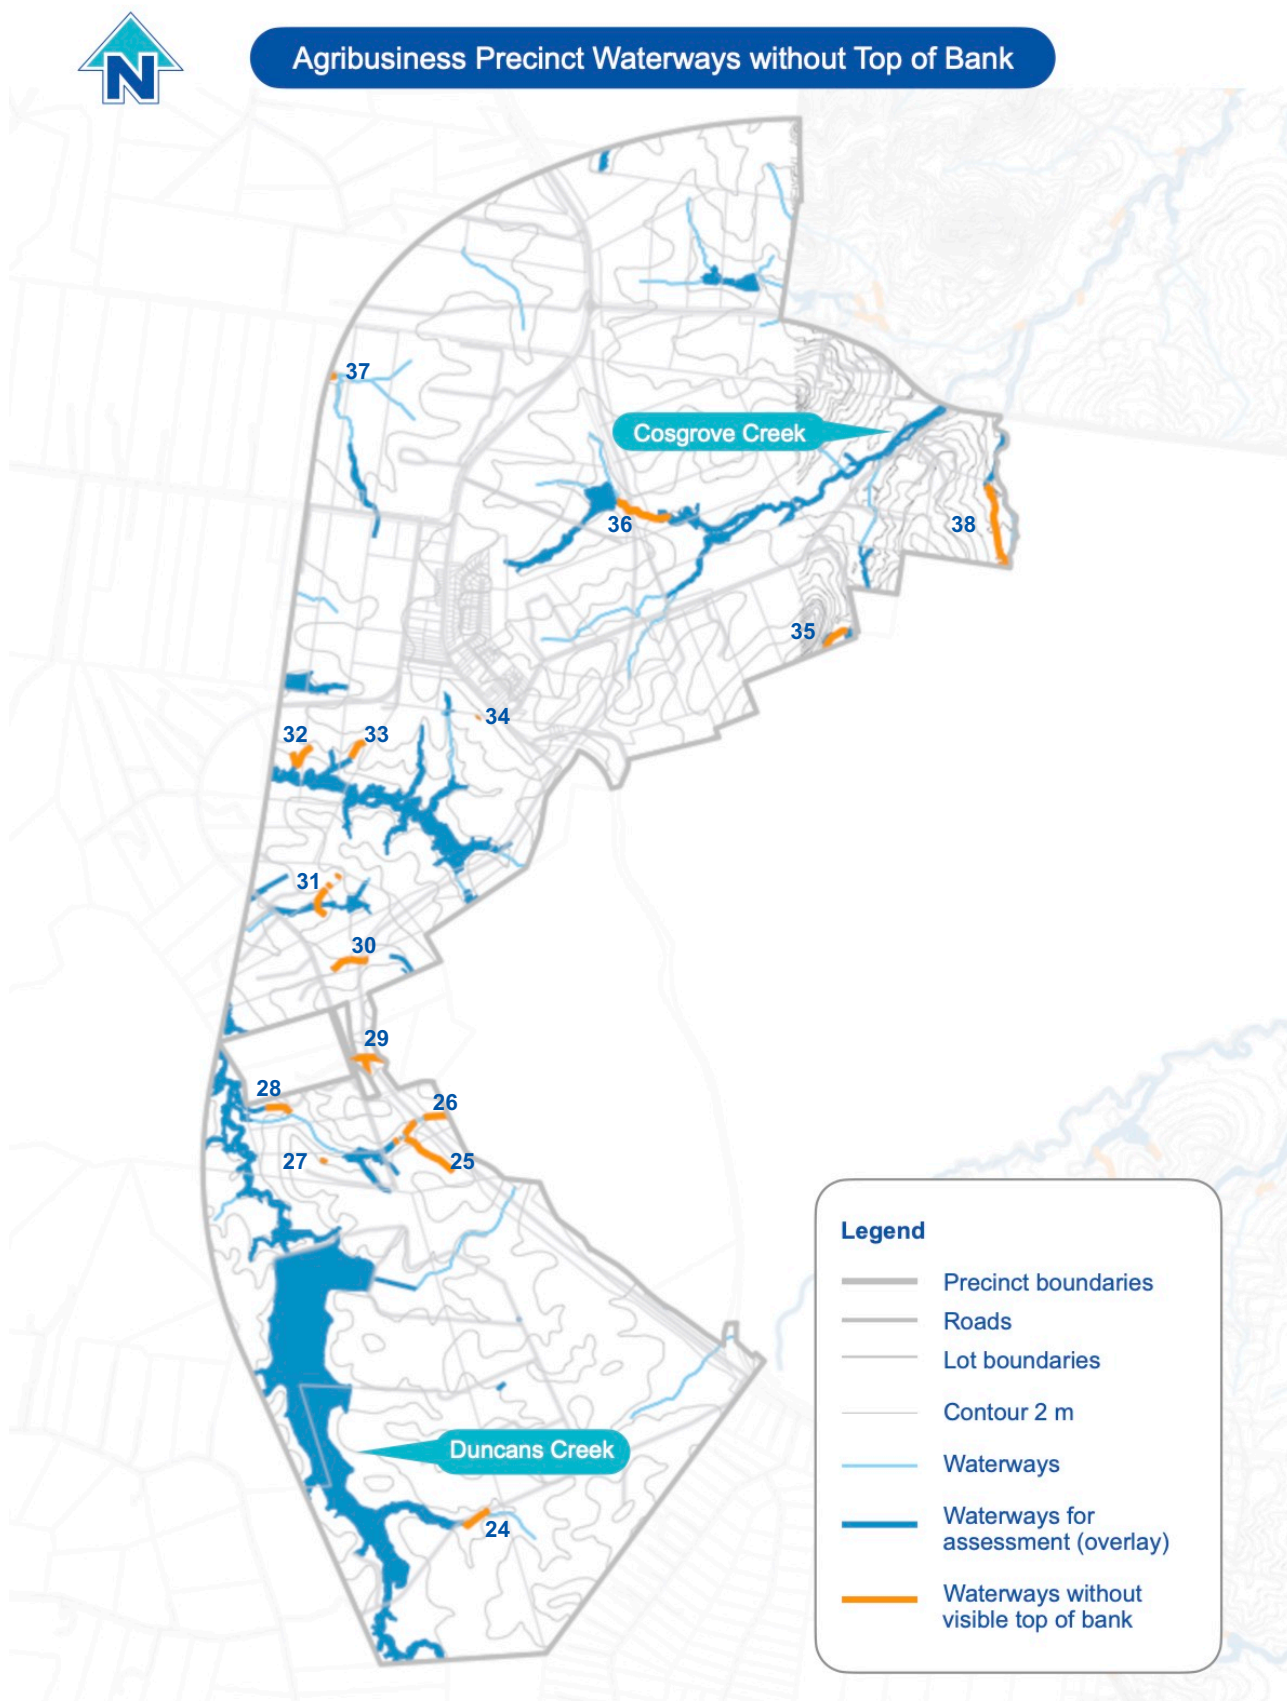 N
Agribusiness Precinct Waterways without Top of Bank
37
Cosgrove Creek
36
38
35
34
32
33
31
30
29
28
26
27
25
Duncans Creek
24
Legend
Precinct boundaries
Roads
Lot boundaries
Contour 2 m
Waterways
Waterways for
assessment (overlay)
Waterways without
visible top of bank